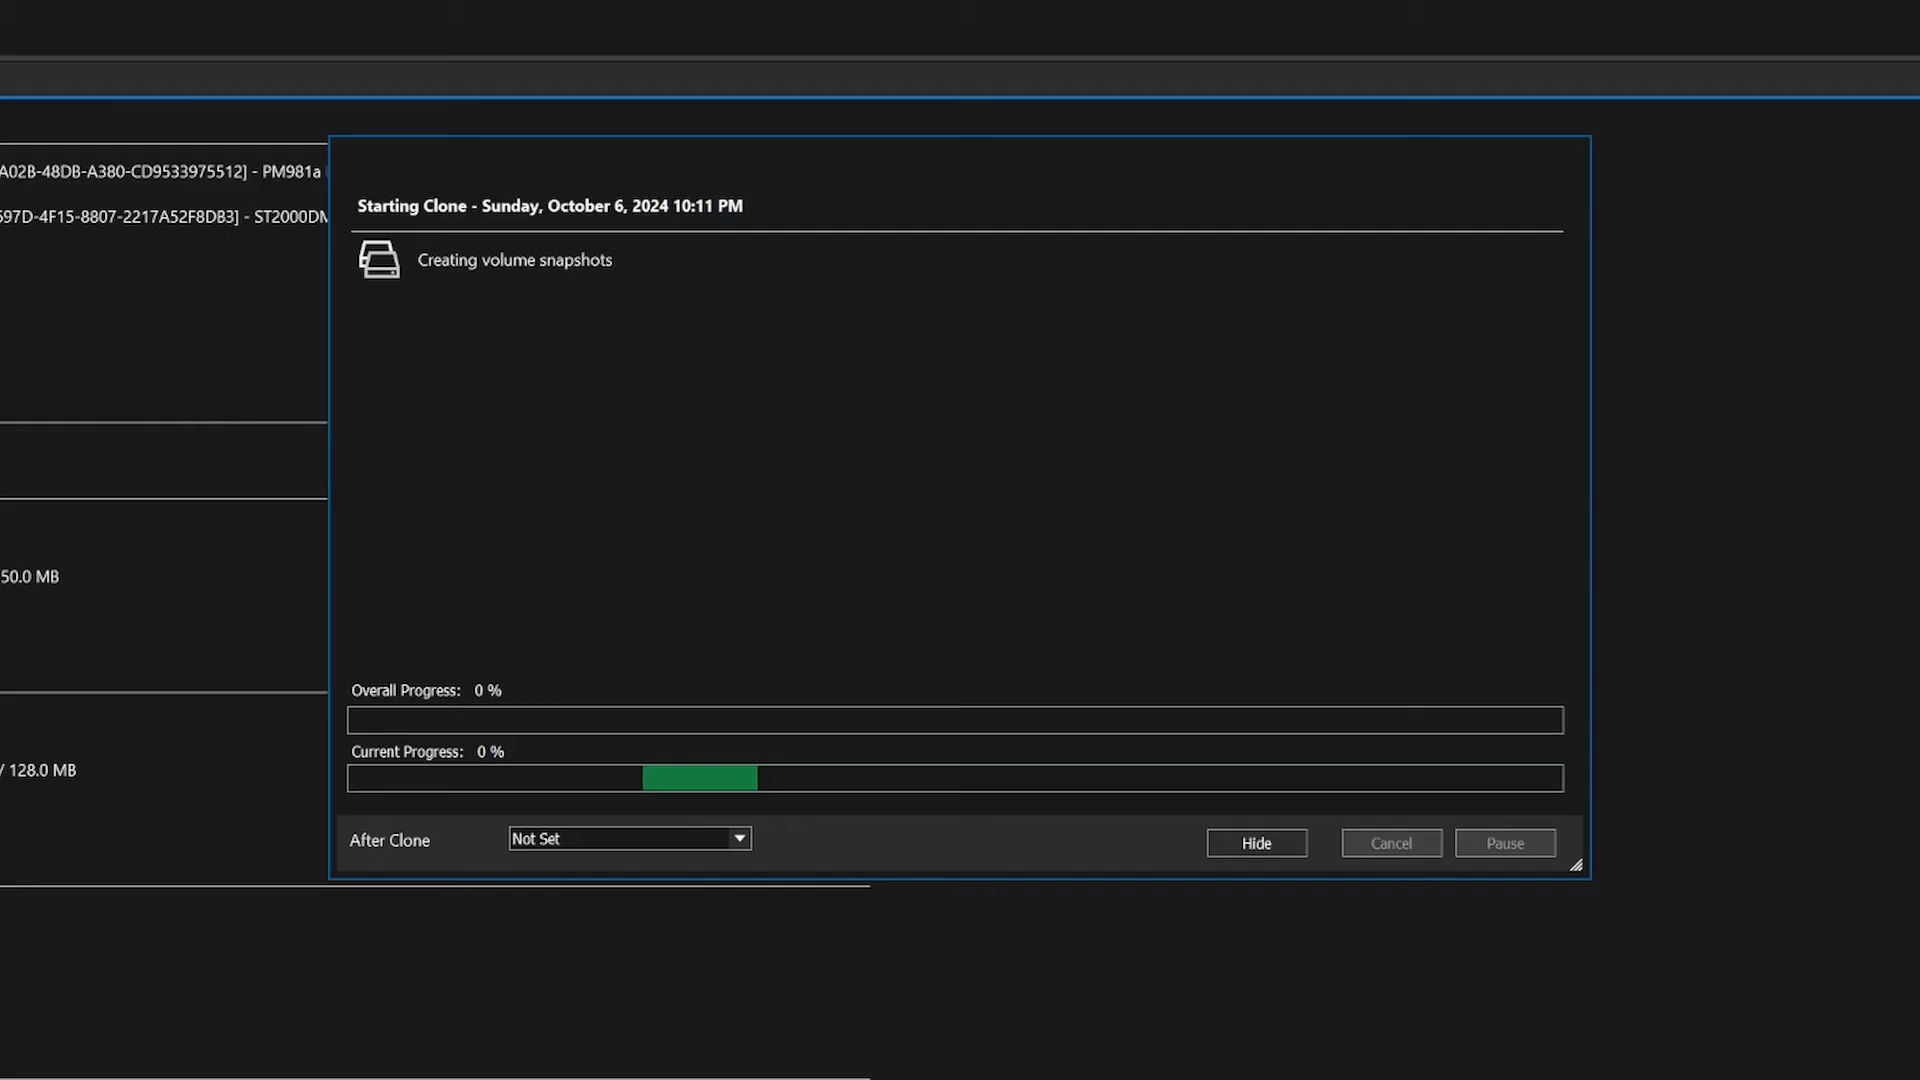 A02B-48DB-A380-CD9533975512] - PM981a
597D-4F15-8807-2217A52F8DB3] - ST2000DM
50.0 MB
/ 128.0 MB
Starting Clone - Sunday, October 6, 2024 10:11 PM
Creating volume snapshots
Overall Progress: 0 %
Current Progress: 0 %
After Clone Not Set Hide Cancel Pause